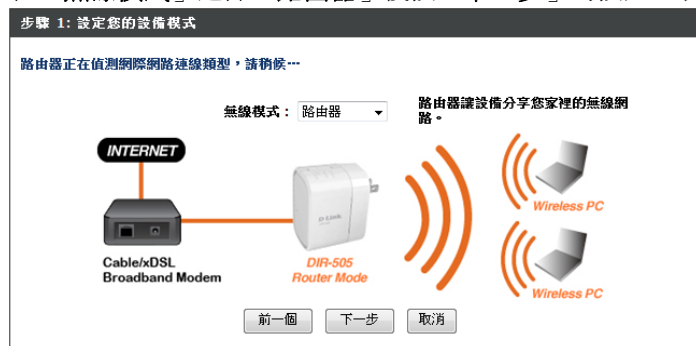 步驟 1: 設定您的設備模式
路由器正在偵測網際網路連線類型，請稍候…
無線模式： 路由器
路由器讓設備分享您家裡的無線網
路。
INTERNET
D-Link
Wireless PC
Cable/xDSL
Broadband Modem
DIR-505
Router Mode
Wireless PC
前一個 下一步 取消